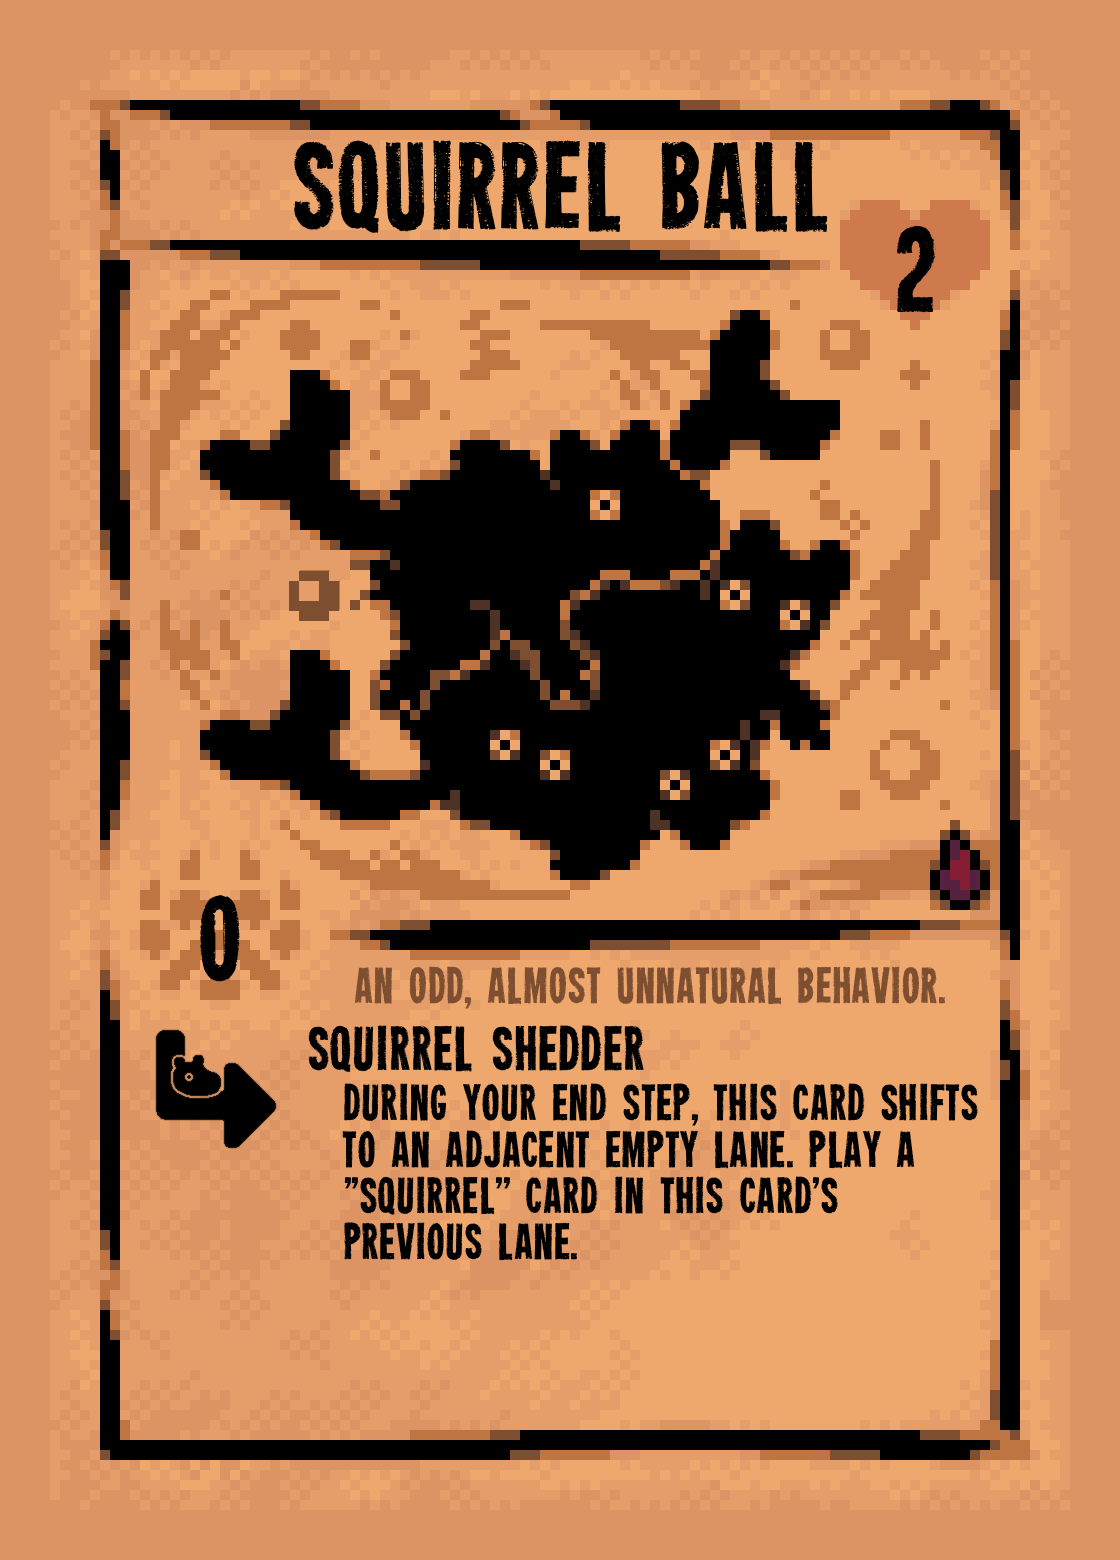 SQUIRREL BALL
2
0
AN ODD, ALMOST UNNATURAL BEHAVIOR.
SQUIRREL SHEDDER
DURING YOUR END STEP, THIS CARD SHIFTS
TO AN ADJACENT EMPTY LANE. PLAY A
"SQUIRREL" CARD IN THIS CARD'S
PREVIOUS LANE.